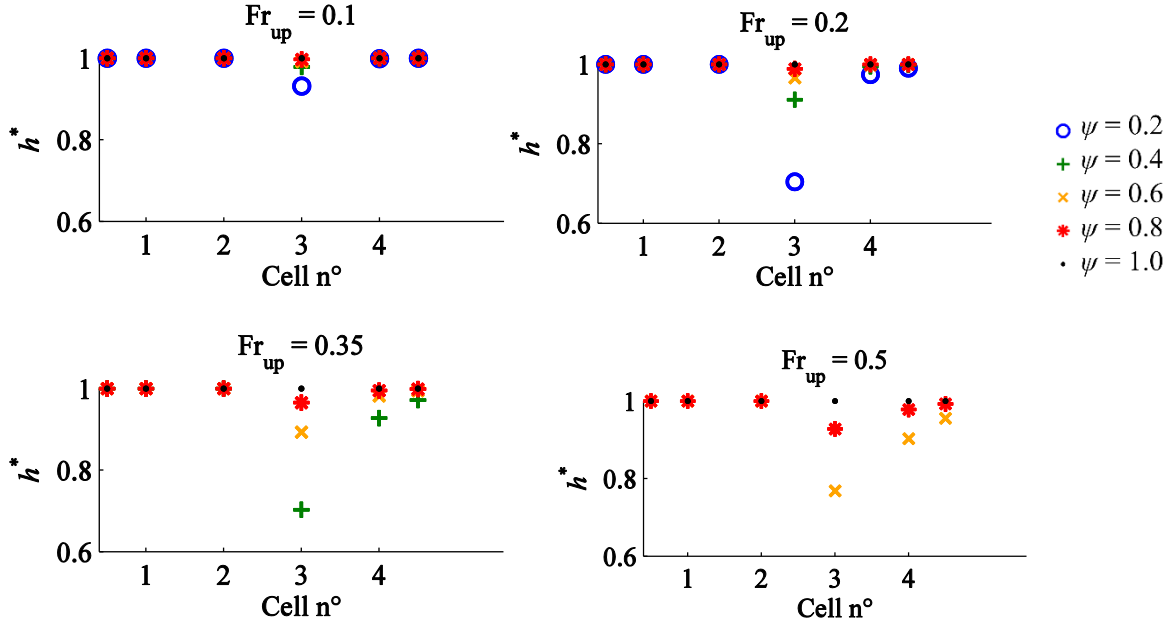 Fr_up = 0.1
1
0.8
0.6
h*
1 2 3 4
Cell n°
Fr_up = 0.2
1
0.8
0.6
h*
1 2 3 4
Cell n°
ψ = 0.2
ψ = 0.4
ψ = 0.6
ψ = 0.8
ψ = 1.0
Fr_up = 0.35
1
0.8
0.6
h*
1 2 3 4
Cell n°
Fr_up = 0.5
1
0.8
0.6
h*
1 2 3 4
Cell n°